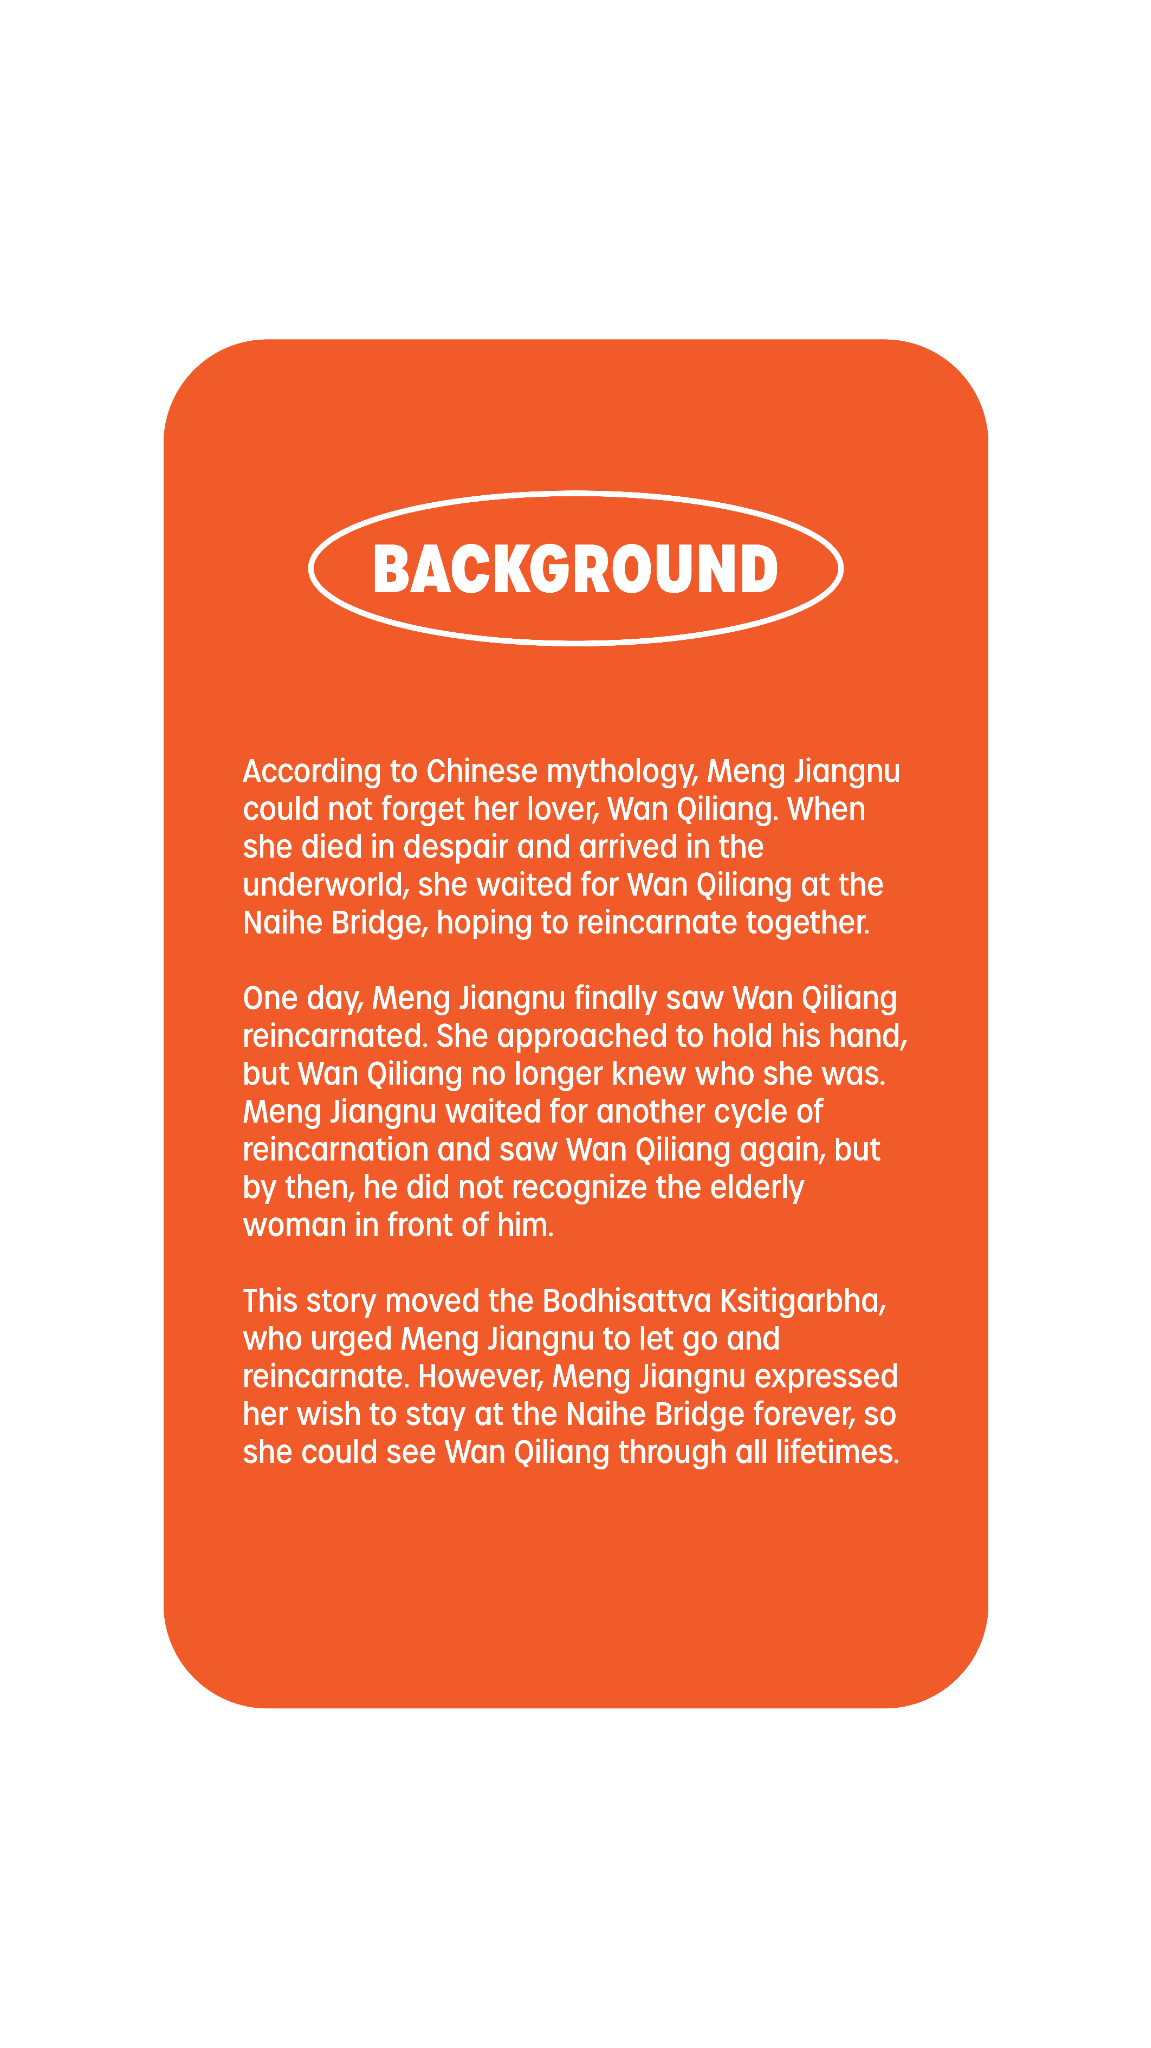 BACKGROUND
According to Chinese mythology, Meng Jiangnu
could not forget her lover, Wan Qiliang. When
she died in despair and arrived in the
underworld, she waited for Wan Qiliang at the
Naihe Bridge, hoping to reincarnate together.
One day, Meng Jiangnu finally saw Wan Qiliang
reincarnated. She approached to hold his hand,
but Wan Qiliang no longer knew who she was.
Meng Jiangnu waited for another cycle of
reincarnation and saw Wan Qiliang again, but
by then, he did not recognize the elderly
woman in front of him.
This story moved the Bodhisattva Ksitigarbha,
who urged Meng Jiangnu to let go and
reincarnate. However, Meng Jiangnu expressed
her wish to stay at the Naihe Bridge forever, so
she could see Wan Qiliang through all lifetimes.